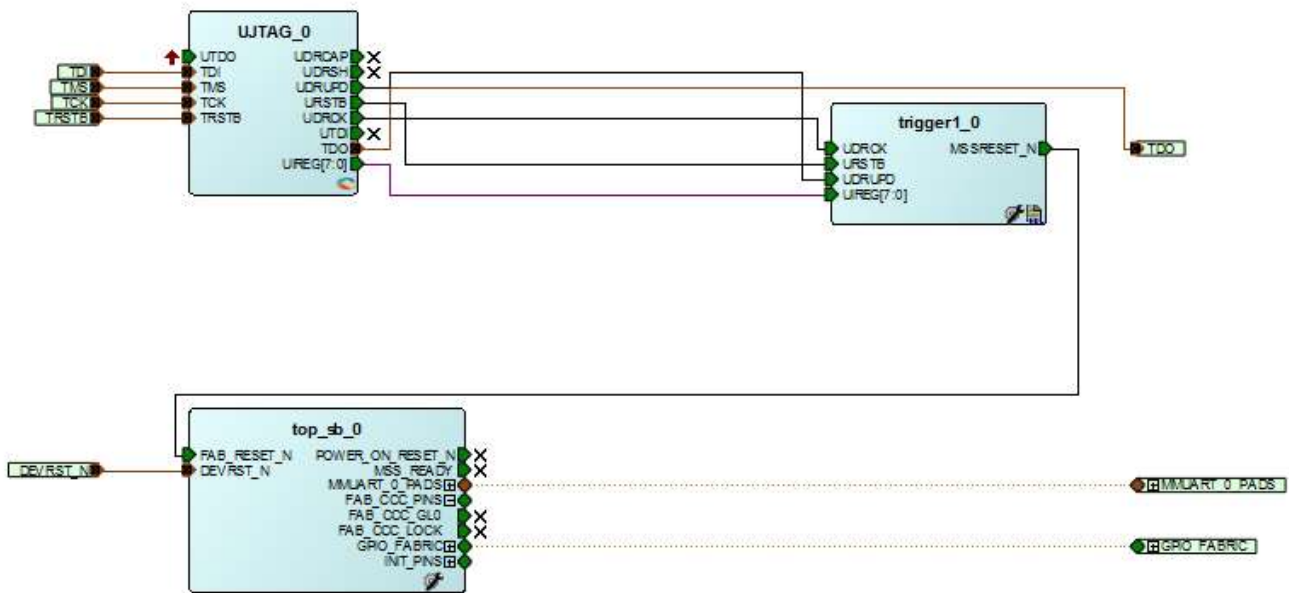 UJTAG_0
UTDO UDRCAP
TDI TDI UDRSH
TMS TMS UDRUPD
TCK TCK URSTB
TRSTB TRSTB UDRCK
UTDI
TDO
UIREG[7:0]
trigger1_0
UDRCK MSSRESET_N
URSTB
UDRUPD
UIREG[7:0]
TDO
top_sb_0
FAB_RESET_N POWER_ON_RESET_N
DEVRST_N DEVRST_N MSS_READY
MMUART_0_PADS MMUART_0_PADS
FAB_CCC_PINS
FAB_CCC_GL0
FAB_CCC_LOCK
GPIO_FABRIC GPIO_FABRIC
INIT_PINS